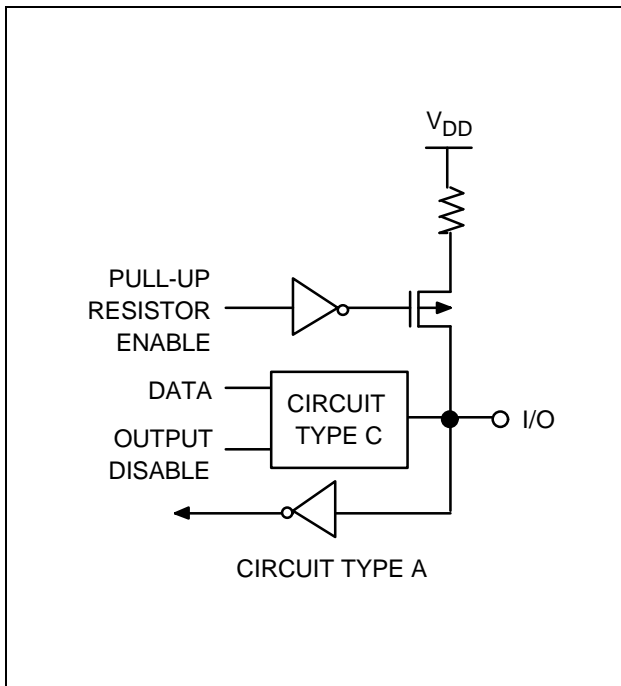 VDD
PULL-UP
RESISTOR
ENABLE
DATA
OUTPUT
DISABLE
CIRCUIT
TYPE C
I/O
CIRCUIT TYPE A